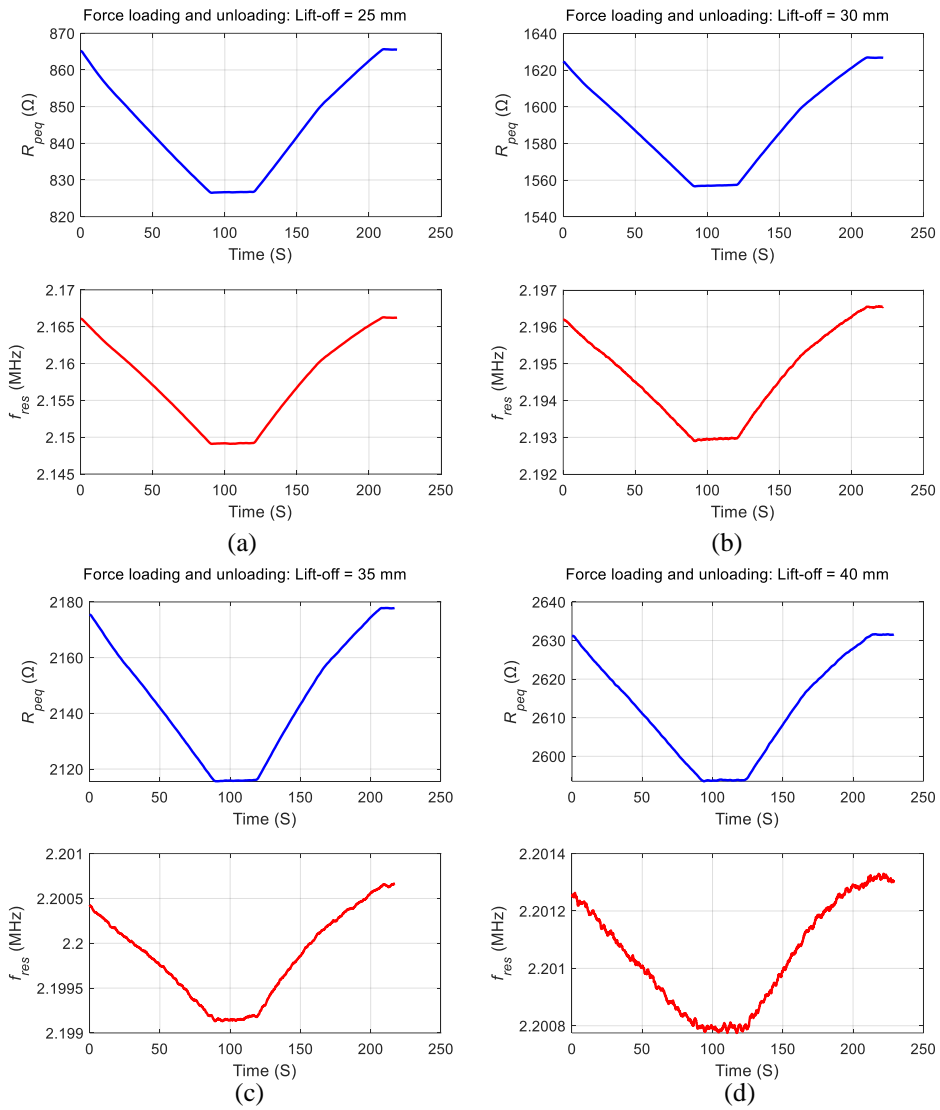 Force loading and unloading: Lift-off = 25 mm
870
860
850
840
830
820
R_peq (Ω)
0 50 100 150 200 250
Time (S)
2.17
2.165
2.16
2.155
2.15
2.145
f_res (MHz)
0 50 100 150 200 250
Time (S)
(a)
Force loading and unloading: Lift-off = 30 mm
1640
1620
1600
1580
1560
1540
R_peq (Ω)
0 50 100 150 200 250
Time (S)
2.197
2.196
2.195
2.194
2.193
2.192
f_res (MHz)
0 50 100 150 200 250
Time (S)
(b)
Force loading and unloading: Lift-off = 35 mm
2180
2160
2140
2120
R_peq (Ω)
0 50 100 150 200 250
Time (S)
2.201
2.2005
2.2
2.1995
2.199
f_res (MHz)
0 50 100 150 200 250
Time (S)
(c)
Force loading and unloading: Lift-off = 40 mm
2640
2630
2620
2610
2600
R_peq (Ω)
0 50 100 150 200 250
Time (S)
2.2014
2.2012
2.201
2.2008
f_res (MHz)
0 50 100 150 200 250
Time (S)
(d)